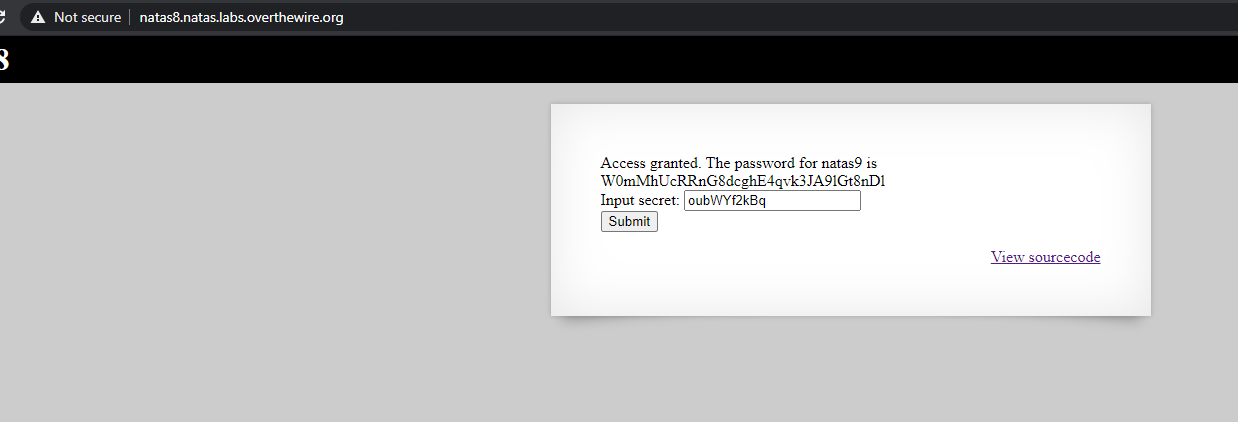 Not secure | natas8.natas.labs.overthewire.org
8
Access granted. The password for natas9 is
W0mMhUcRRnG8dcghE4qvk3JA9lGt8nDl
Input secret: oubWYf2kBq
Submit
View sourcecode